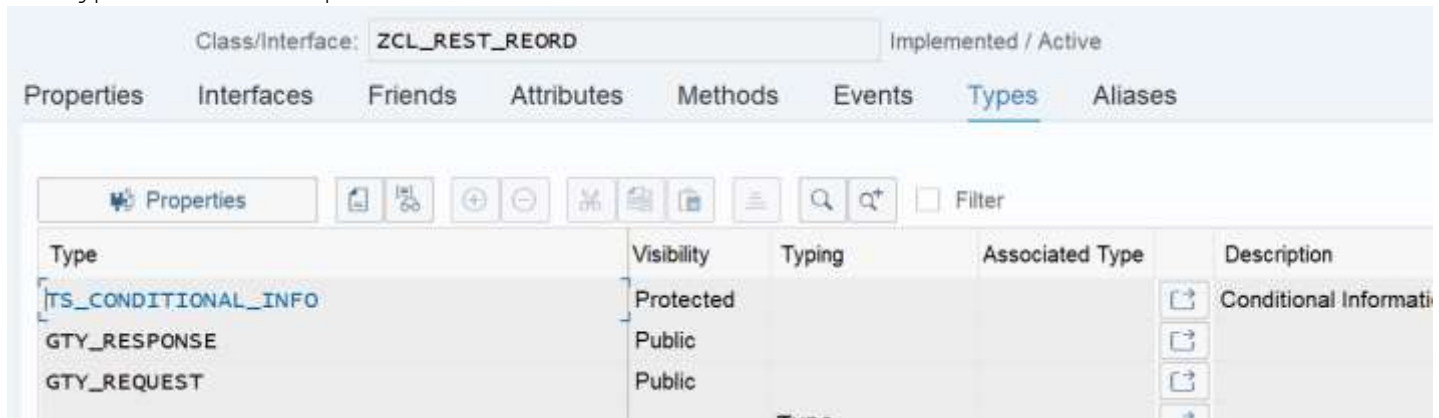 Class/Interface: ZCL_REST_REORD Implemented / Active
Properties Interfaces Friends Attributes Methods Events Types Aliases
Properties Filter
Type Visibility Typing Associated Type Description
TS_CONDITIONAL_INFO Protected Conditional Informati
GTY_RESPONSE Public
GTY_REQUEST Public